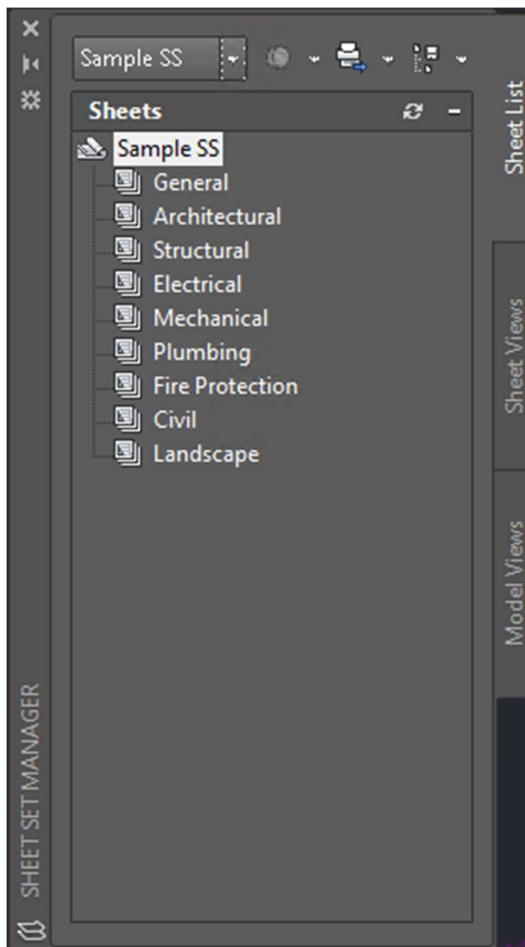 Sample SS
Sheets
Sample SS
General
Architectural
Structural
Electrical
Mechanical
Plumbing
Fire Protection
Civil
Landscape
Sheet List
Sheet Views
Model Views
SHEET SET MANAGER